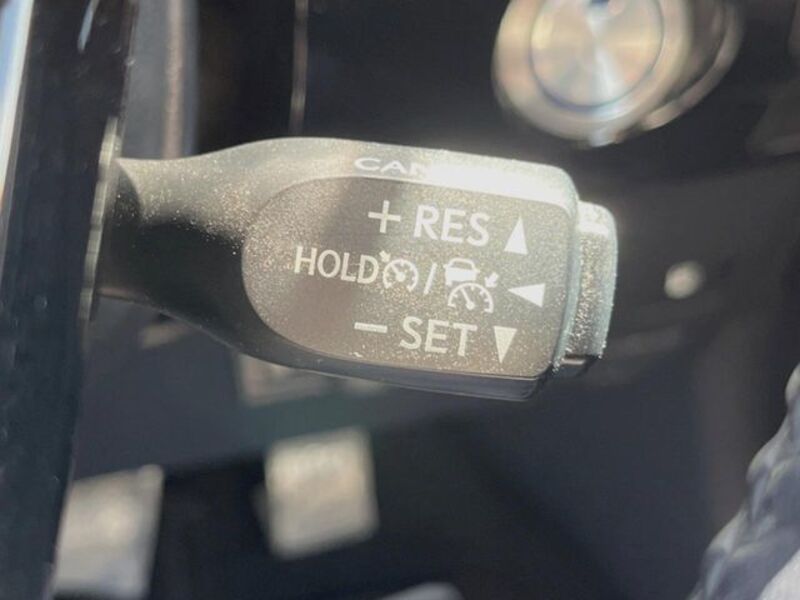 + RES ▲
HOLD / ◀
− SET ▼